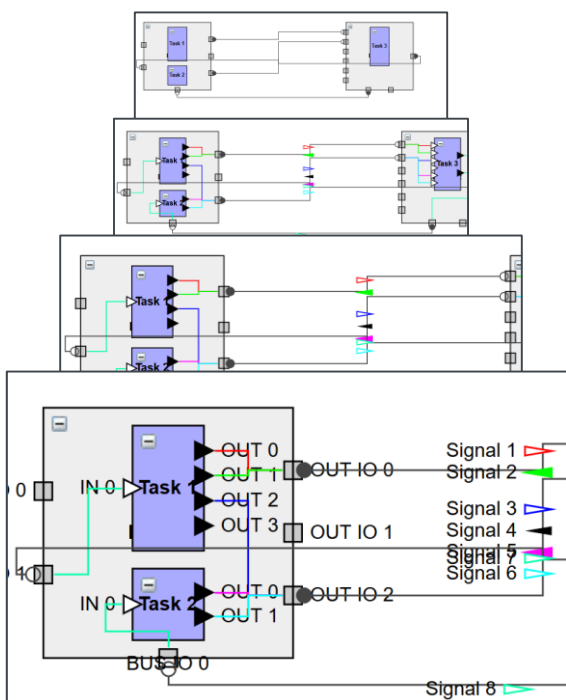 Task 1
Task 2
Task 3
Task 1
Task 2
Task 3
Task 1
Task 2
OUT 0
Signal 1
IN 0
Task 1
OUT 1
OUT IO 0
Signal 2
0
OUT 2
Signal 3
OUT 3
OUT IO 1
Signal 4
Signal 5
Signal 7
Signal 6
IN 0
Task 2
OUT 0
OUT IO 2
OUT 1
BUS IO 0
Signal 8